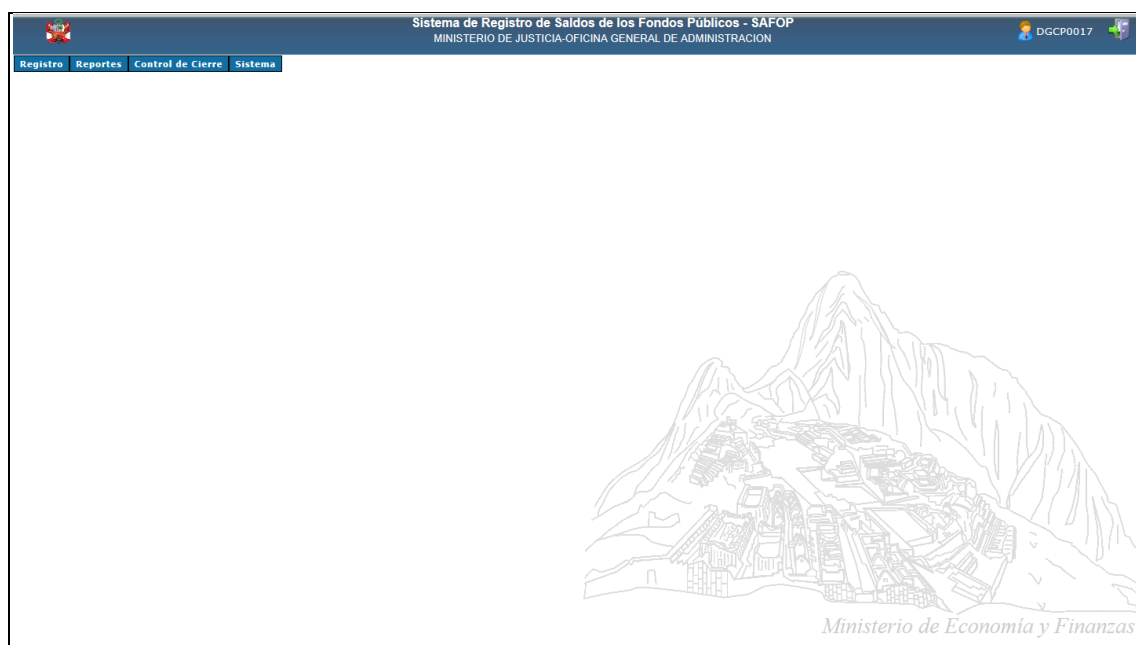 Sistema de Registro de Saldos de los Fondos Públicos - SAFOP
MINISTERIO DE JUSTICIA-OFICINA GENERAL DE ADMINISTRACION
DGCP0017
Registro Reportes Control de Cierre Sistema
Ministerio de Economía y Finanzas